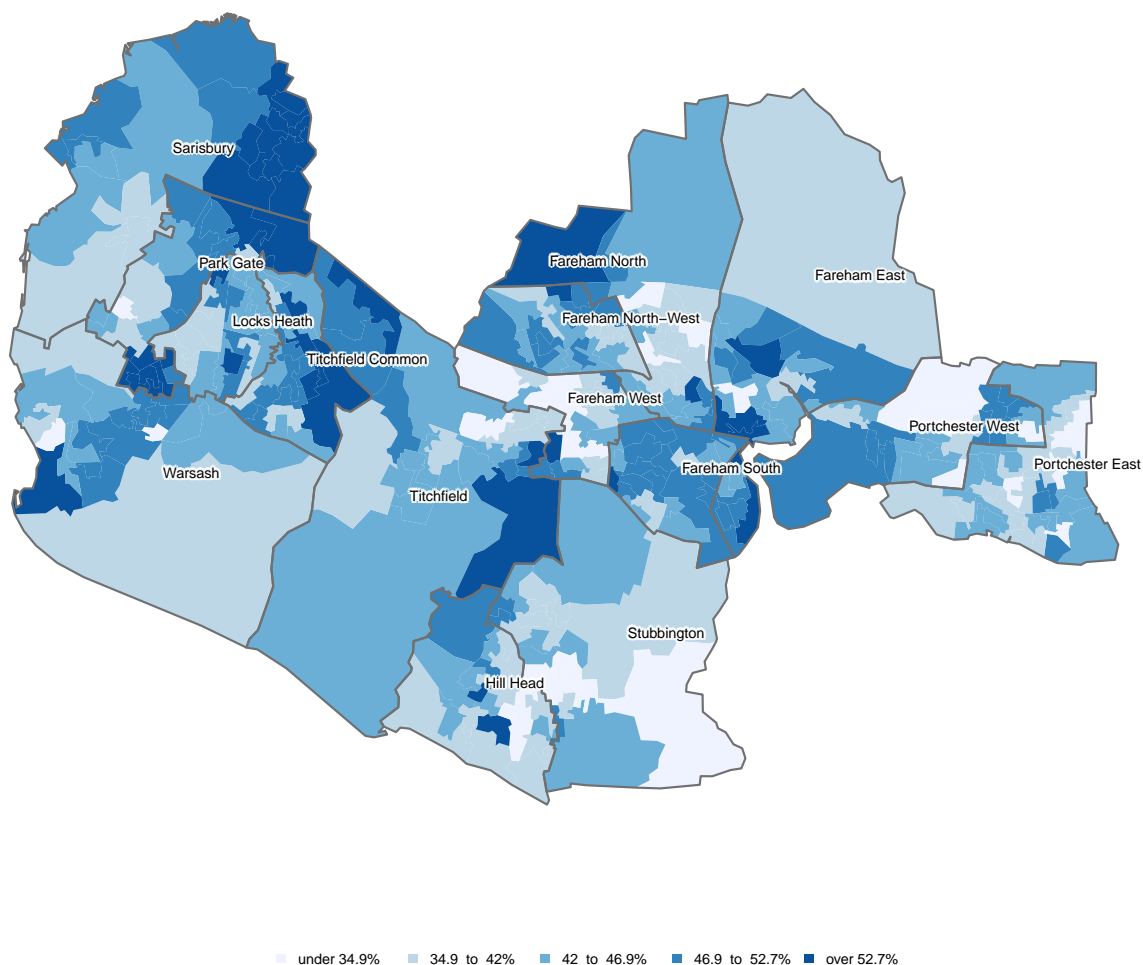 Sarisbury
Park Gate
Fareham North
Fareham East
Locks Heath
Fareham North−West
Titchfield Common
Fareham West
Portchester West
Warsash
Fareham South
Portchester East
Titchfield
Stubbington
Hill Head
under 34.9%
34.9 to 42%
42 to 46.9%
46.9 to 52.7%
over 52.7%